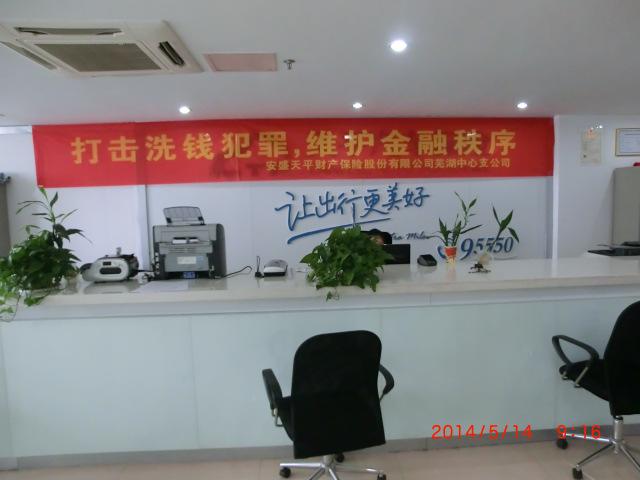 打击洗钱犯罪,维护金融秩序
安盛天平财产保险股份有限公司芜湖中心支公司
让出行更美好
95550
2014/5/14 9:16